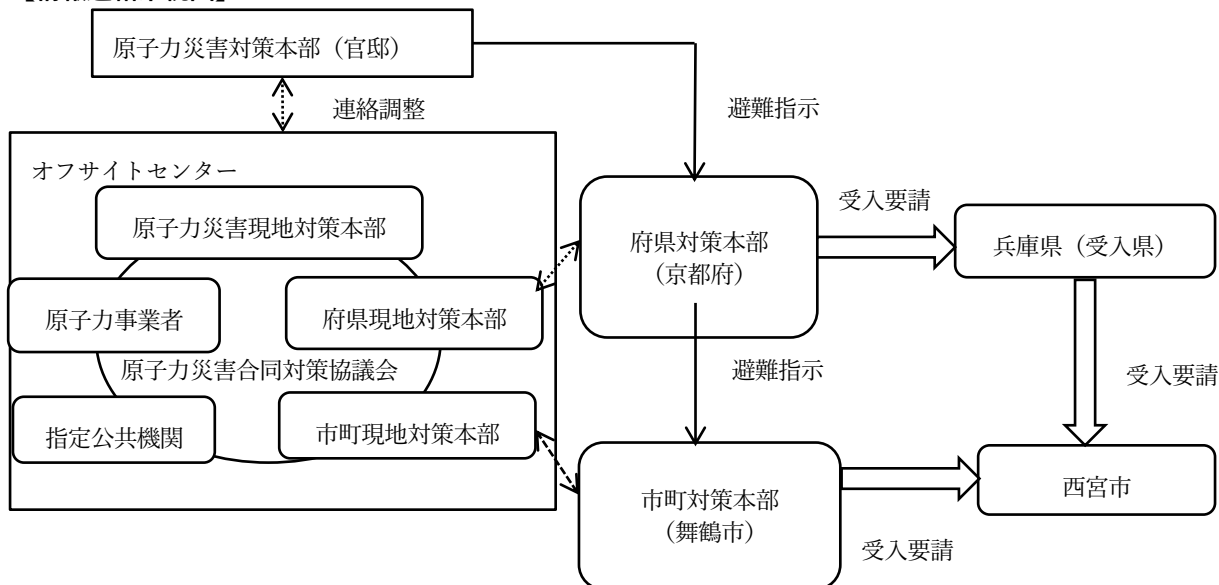 原子力災害対策本部（官邸）
連絡調整
避難指示
オフサイトセンター
原子力災害現地対策本部
受入要請
府県対策本部
（京都府）
兵庫県（受入県）
原子力事業者
府県現地対策本部
原子力災害合同対策協議会
避難指示
受入要請
指定公共機関
市町現地対策本部
市町対策本部
（舞鶴市）
西宮市
受入要請